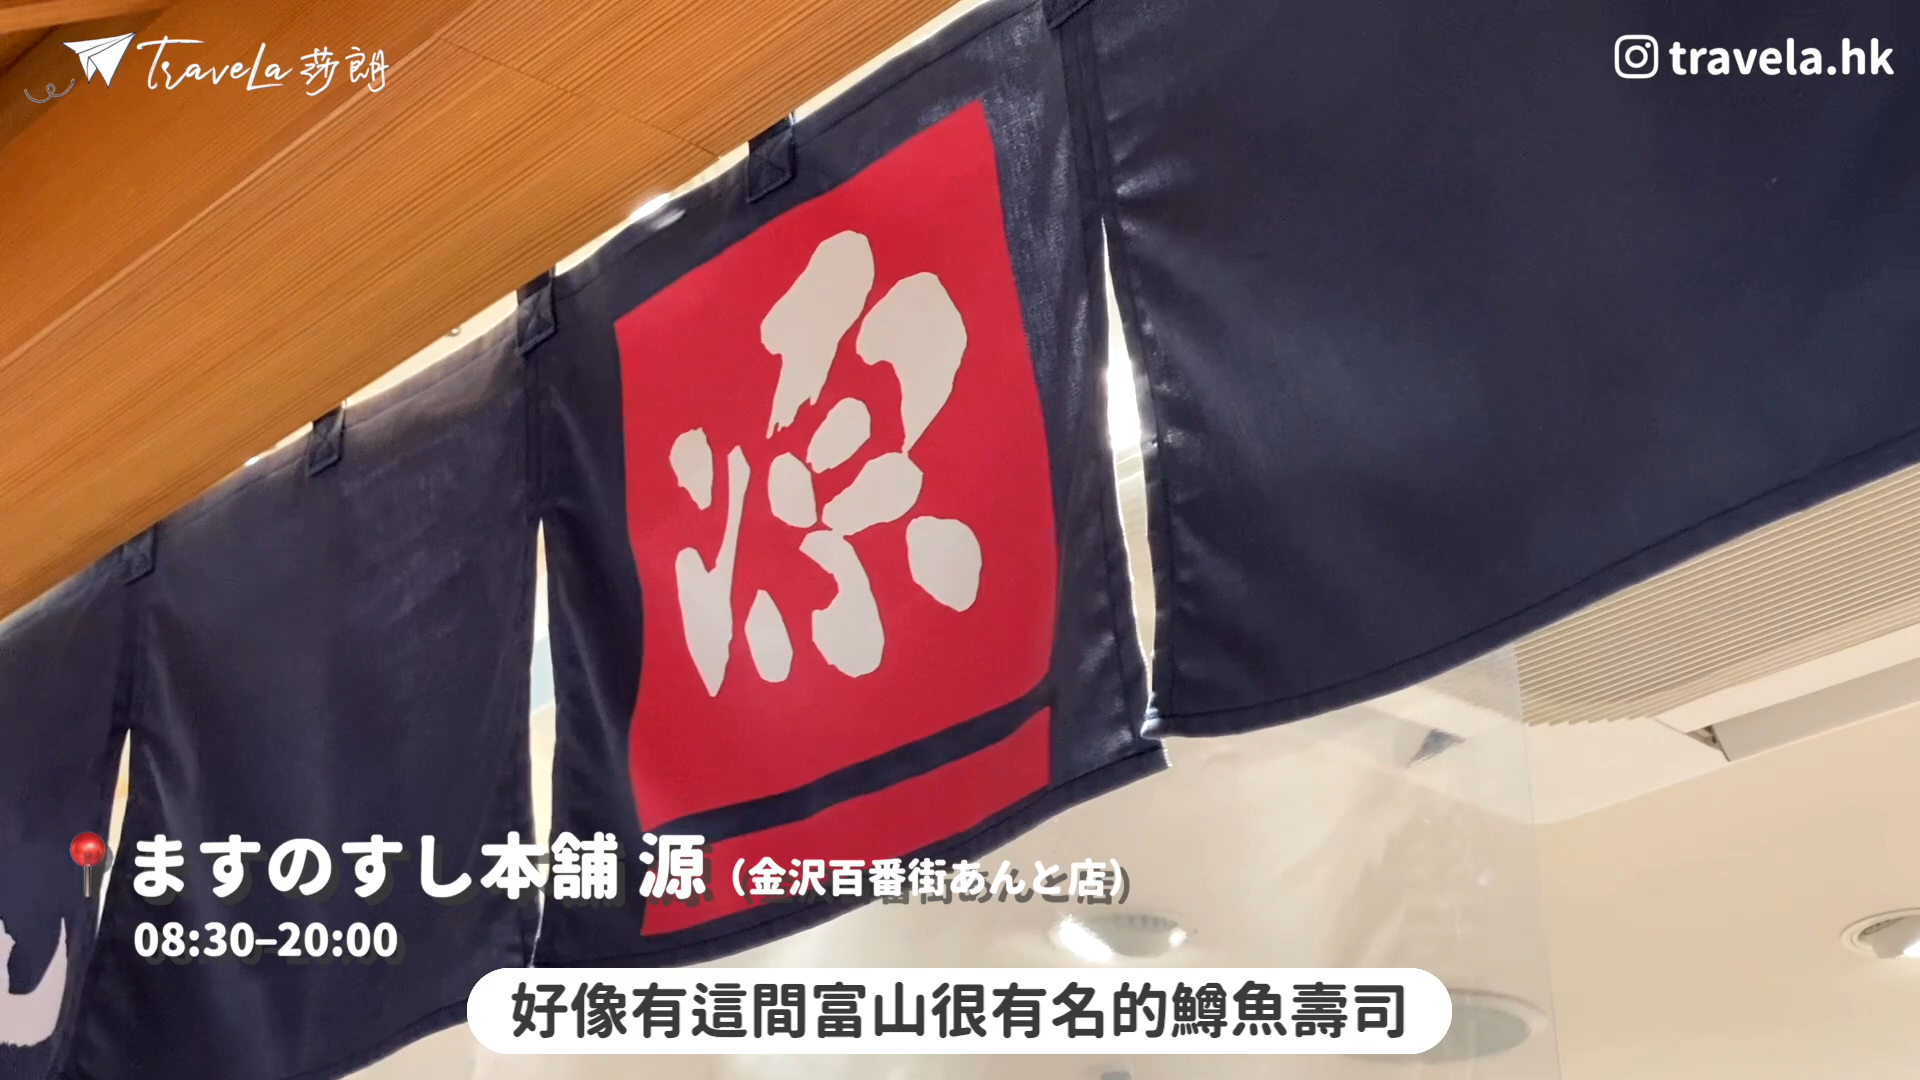 Travela 莎朗
travela.hk
源
ますのすし本舗 源 (金沢百番街あんと店)
08:30–20:00
好像有這間富山很有名的鱒魚壽司